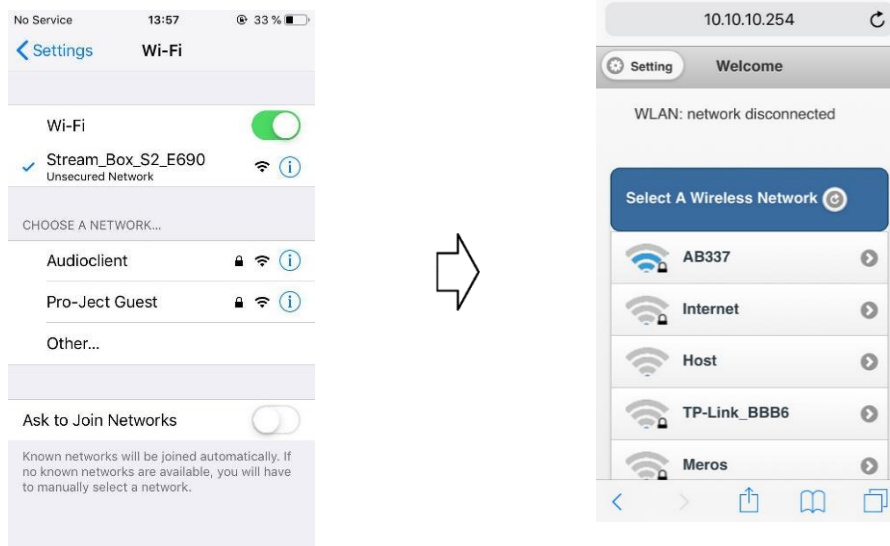 No Service 13:57 33 %
Settings Wi-Fi
Wi-Fi
Stream_Box_S2_E690
Unsecured Network
CHOOSE A NETWORK...
Audioclient
Pro-Ject Guest
Other...
Ask to Join Networks
Known networks will be joined automatically. If
no known networks are available, you will have
to manually select a network.
10.10.10.254
Setting Welcome
WLAN: network disconnected
Select A Wireless Network
AB337
Internet
Host
TP-Link_BBB6
Meros